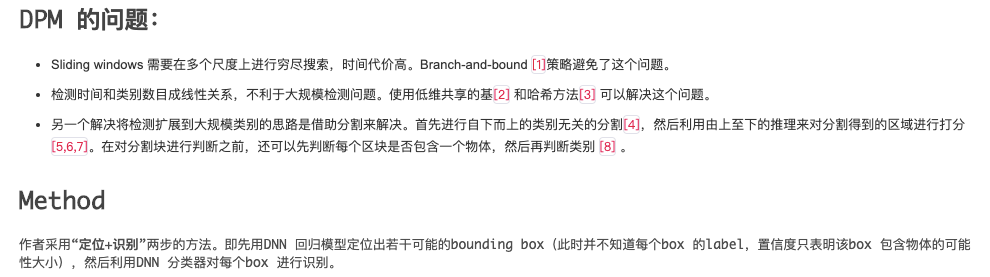 DPM 的问题：
• Sliding windows 需要在多个尺度上进行穷尽搜索，时间代价高。Branch-and-bound [1]策略避免了这个问题。
• 检测时间和类别数目成线性关系，不利于大规模检测问题。使用低维共享的基[2] 和哈希方法[3] 可以解决这个问题。
• 另一个解决将检测扩展到大规模类别的思路是借助分割来解决。首先进行自下而上的类别无关的分割[4]，然后利用由上至下的推理来对分割得到的区域进行打分
[5,6,7]。在对分割块进行判断之前，还可以先判断每个区块是否包含一个物体，然后再判断类别 [8] 。
Method
作者采用“定位+识别”两步的方法。即先用DNN 回归模型定位出若干可能的bounding box（此时并不知道每个box 的label，置信度只表明该box 包含物体的可能
性大小），然后利用DNN 分类器对每个box 进行识别。